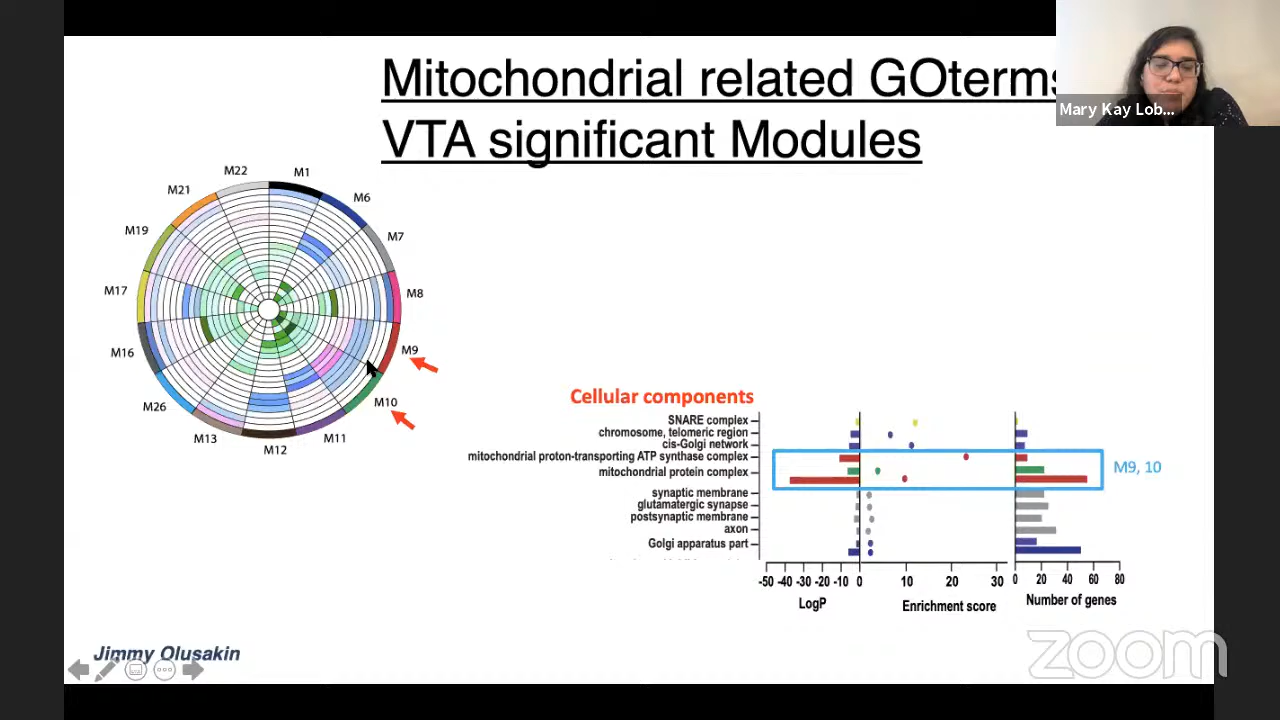 Mitochondrial related GOterms
VTA significant Modules
Mary Kay Lob...
M22
M1
M21
M6
M19
M7
M17
M8
M16
M9
M26
M10
M13
M11
M12
Cellular components
SNARE complex
chromosome, telomeric region
cis-Golgi network
mitochondrial proton-transporting ATP synthase complex
mitochondrial protein complex
M9, 10
synaptic membrane
glutamatergic synapse
postsynaptic membrane
axon
Golgi apparatus part
-50 -40 -30 -20 -10 0 10 20 30 0 20 40 60 80
LogP Enrichment score Number of genes
Jimmy Olusakin
zoom